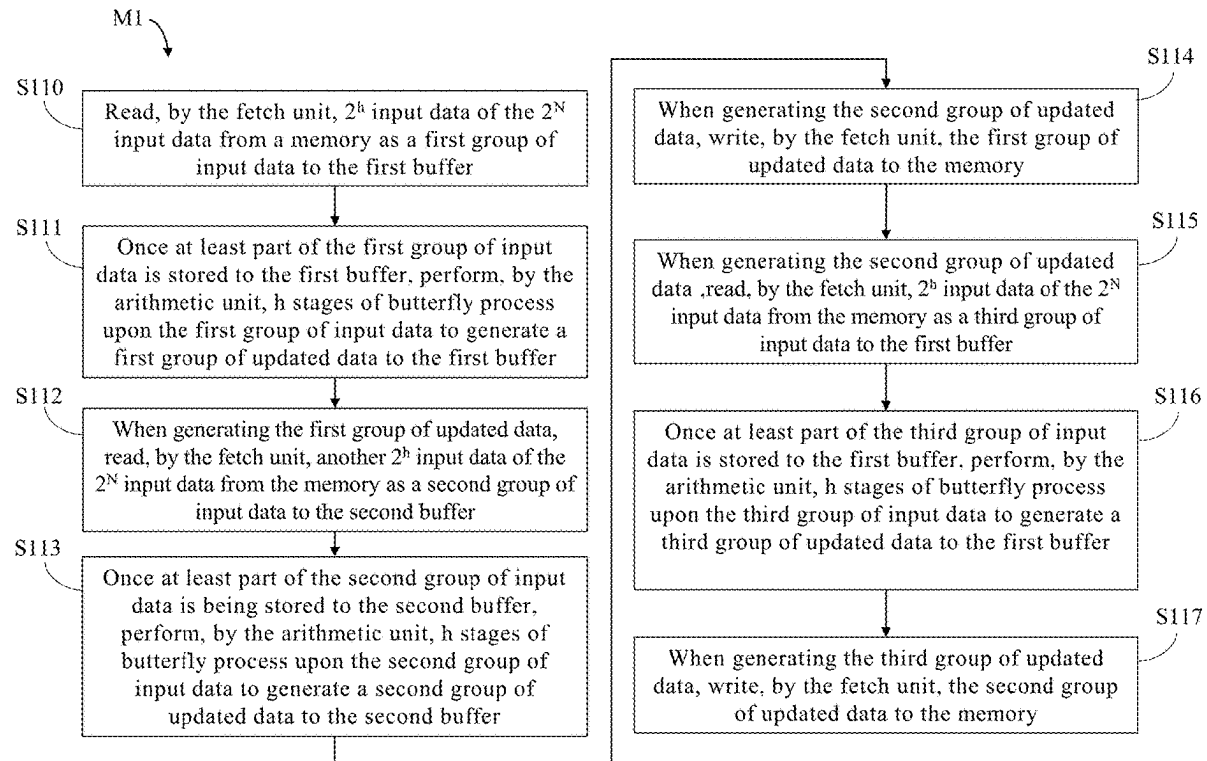 M1
S110
Read, by the fetch unit, 2ʰ input data of the 2ᴺ
input data from a memory as a first group of
input data to the first buffer
S111
Once at least part of the first group of input
data is stored to the first buffer, perform, by the
arithmetic unit, h stages of butterfly process
upon the first group of input data to generate a
first group of updated data to the first buffer
S112
When generating the first group of updated data,
read, by the fetch unit, another 2ʰ input data of the
2ᴺ input data from the memory as a second group of
input data to the second buffer
S113
Once at least part of the second group of input
data is being stored to the second buffer,
perform, by the arithmetic unit, h stages of
butterfly process upon the second group of
input data to generate a second group of
updated data to the second buffer
S114
When generating the second group of updated
data, write, by the fetch unit, the first group of
updated data to the memory
S115
When generating the second group of updated
data ,read, by the fetch unit, 2ʰ input data of the 2ᴺ
input data from the memory as a third group of
input data to the first buffer
S116
Once at least part of the third group of input
data is stored to the first buffer, perform, by the
arithmetic unit, h stages of butterfly process
upon the third group of input data to generate a
third group of updated data to the first buffer
S117
When generating the third group of updated
data, write, by the fetch unit, the second group
of updated data to the memory